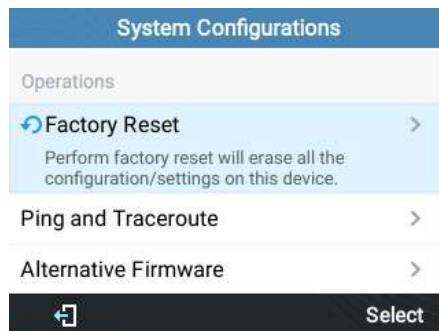 System Configurations
Operations
Factory Reset
Perform factory reset will erase all the
configuration/settings on this device.
Ping and Traceroute
Alternative Firmware
Select